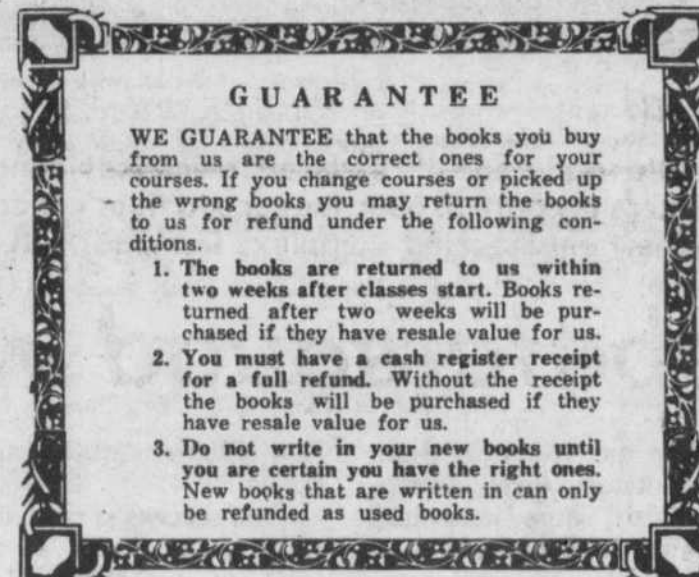 GUARANTEE
WE GUARANTEE that the books you buy
from us are the correct ones for your
courses. If you change courses or picked up
the wrong books you may return the books
to us for refund under the following con-
ditions.
1. The books are returned to us within
two weeks after classes start. Books re-
turned after two weeks will be pur-
chased if they have resale value for us.
2. You must have a cash register receipt
for a full refund. Without the receipt
the books will be purchased if they
have resale value for us.
3. Do not write in your new books until
you are certain you have the right ones.
New books that are written in can only
be refunded as used books.